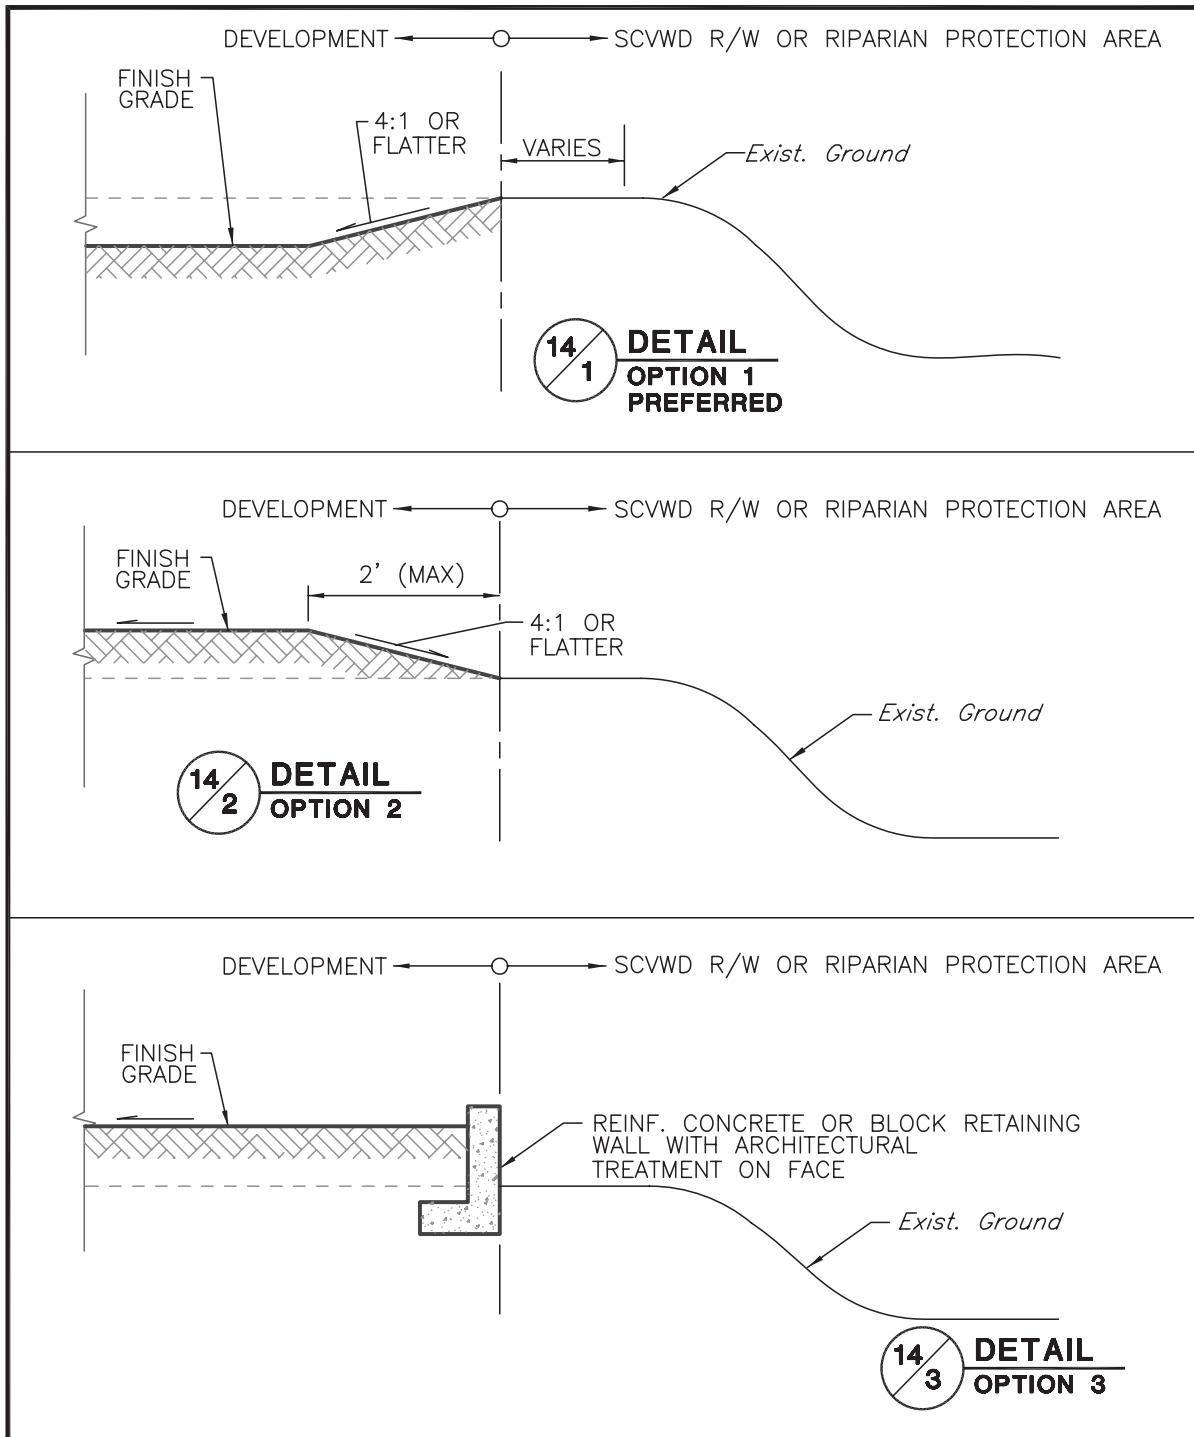 DEVELOPMENT
SCVWD R/W OR RIPARIAN PROTECTION AREA
FINISH
GRADE
4:1 OR
FLATTER
VARIES
Exist. Ground
14
1
DETAIL
OPTION 1
PREFERRED
DEVELOPMENT
SCVWD R/W OR RIPARIAN PROTECTION AREA
FINISH
GRADE
2' (MAX)
4:1 OR
FLATTER
Exist. Ground
14
2
DETAIL
OPTION 2
DEVELOPMENT
SCVWD R/W OR RIPARIAN PROTECTION AREA
FINISH
GRADE
REINF. CONCRETE OR BLOCK RETAINING
WALL WITH ARCHITECTURAL
TREATMENT ON FACE
Exist. Ground
14
3
DETAIL
OPTION 3